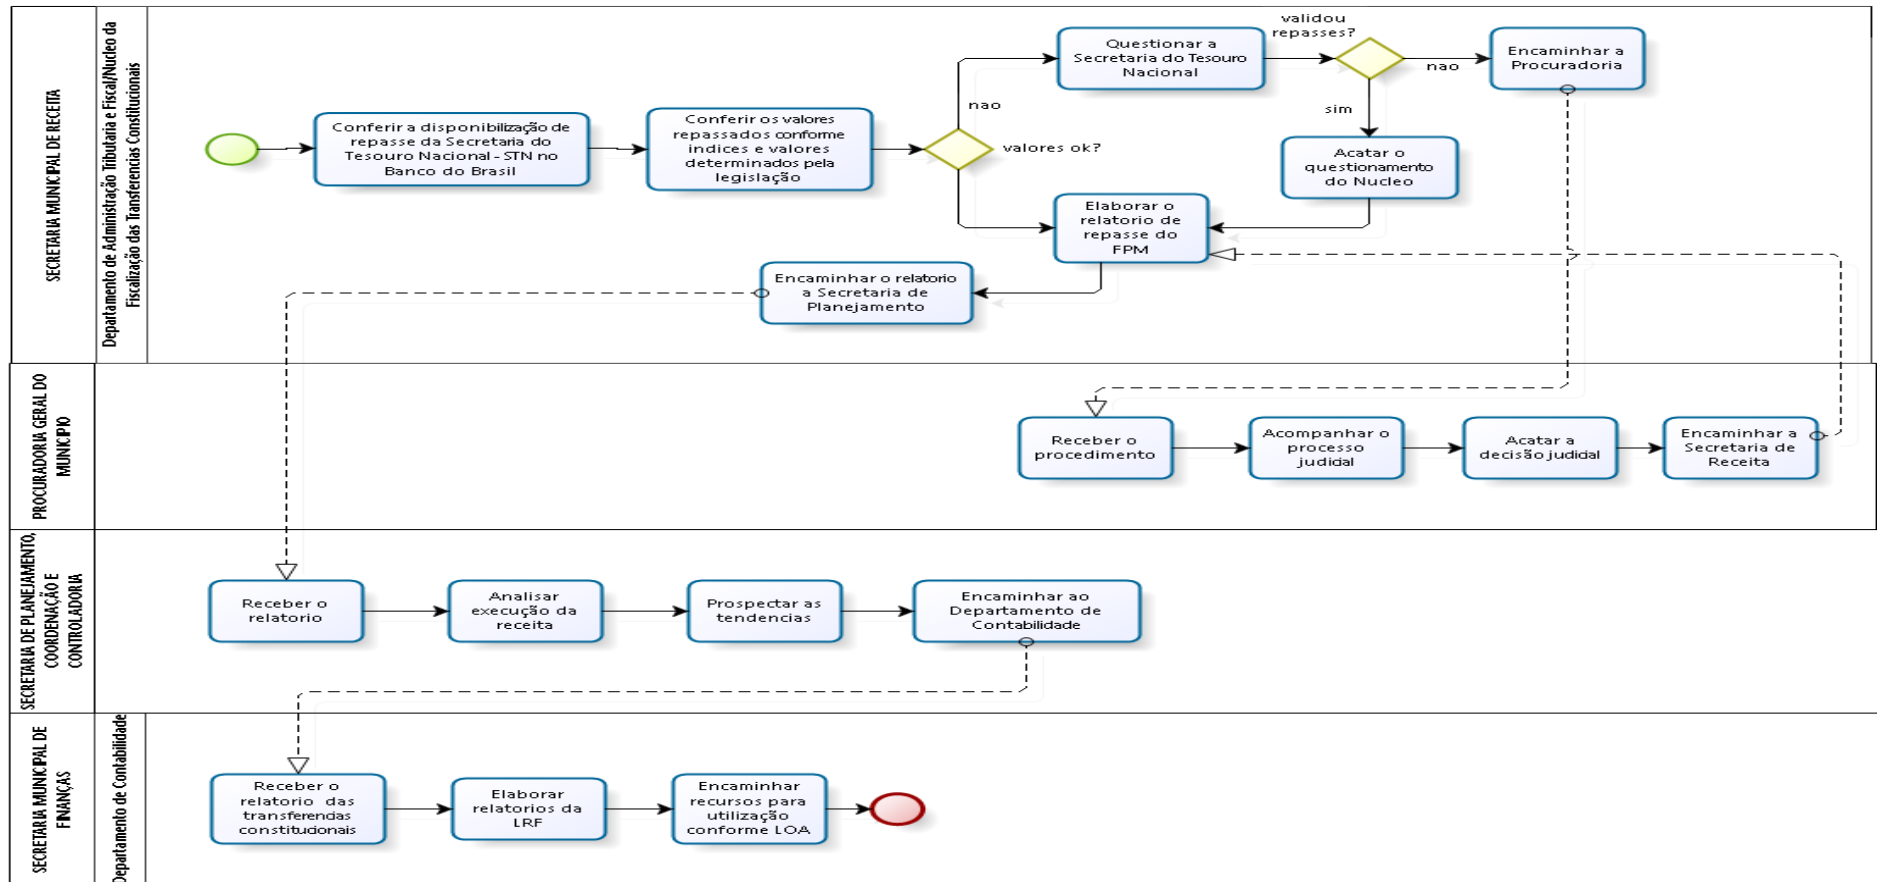 SECRETARIA MUNICIPAL DE RECEITA
Departamento de Administração Tributaria e Fiscal/Nucleo da
Fiscalização das Transferencias Constitucionais
Conferir a disponibilização de
repasse da Secretaria do
Tesouro Nacional - STN no
Banco do Brasil
Conferir os valores
repassados conforme
indices e valores
determinados pela
legislação
valores ok?
nao
Questionar a
Secretaria do Tesouro
Nacional
validou
repasses?
nao
sim
Encaminhar a
Procuradoria
Acatar o
questionamento
do Nucleo
Elaborar o
relatorio de
repasse do
FPM
Encaminhar o relatorio
a Secretaria de
Planejamento
PROCURADORIA GERAL DO
MUNICIPIO
Receber o
procedimento
Acompanhar o
processo
judicial
Acatar a
decisão judicial
Encaminhar a
Secretaria de
Receita
SECRETARIA DE PLANEJAMENTO,
COORDENAÇÃO E
CONTROLADORIA
Receber o
relatorio
Analisar
execução da
receita
Prospectar as
tendencias
Encaminhar ao
Departamento de
Contabilidade
SECRETARIA MUNICIPAL DE
FINANÇAS
Departamento de Contabilidade
Receber o
relatorio das
transferencias
constitucionais
Elaborar
relatorios da
LRF
Encaminhar
recursos para
utilização
conforme LOA